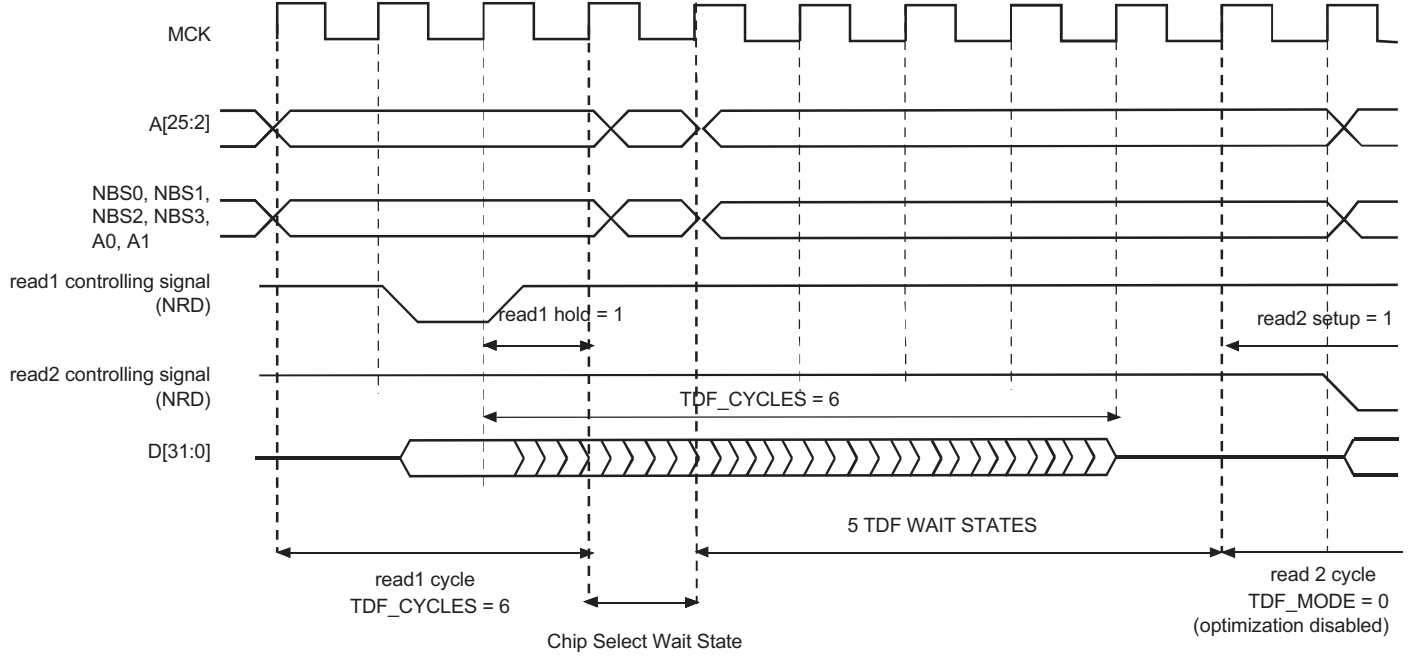 MCK
A[25:2]
NBS0, NBS1,
NBS2, NBS3,
A0, A1
read1 controlling signal
(NRD)
read1 hold = 1
read2 setup = 1
read2 controlling signal
(NRD)
TDF_CYCLES = 6
D[31:0]
5 TDF WAIT STATES
read1 cycle
TDF_CYCLES = 6
Chip Select Wait State
read 2 cycle
TDF_MODE = 0
(optimization disabled)